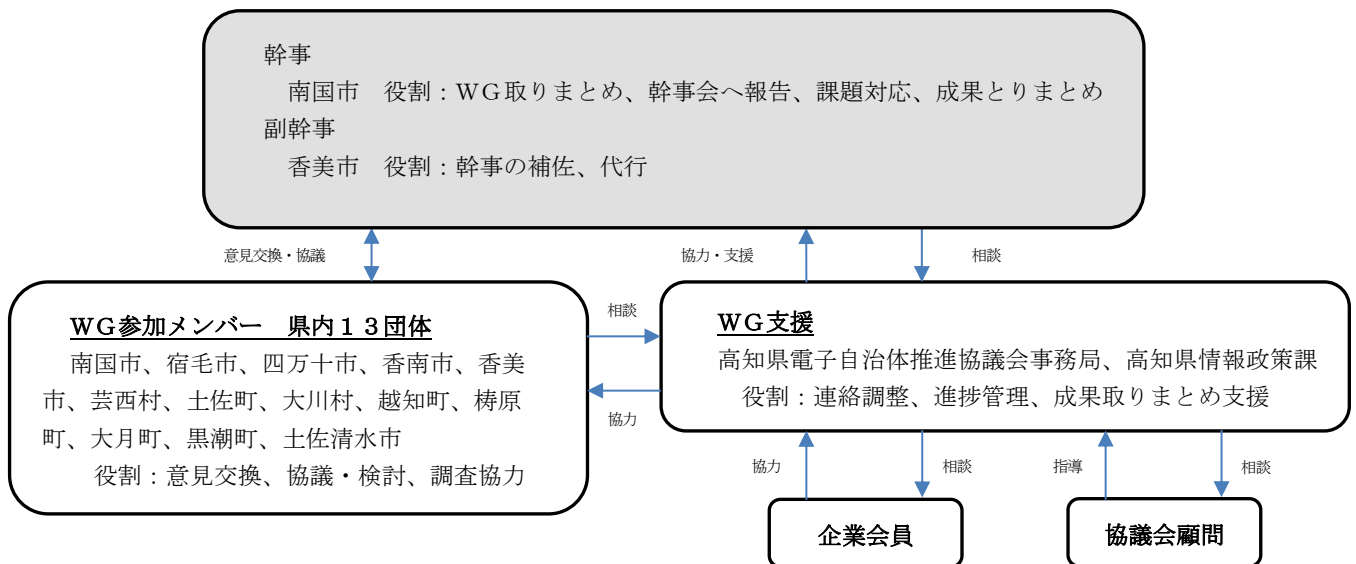 幹事
南国市　役割：ＷＧ取りまとめ、幹事会へ報告、課題対応、成果とりまとめ
副幹事
香美市　役割：幹事の補佐、代行
意見交換・協議
協力・支援
相談
ＷＧ参加メンバー　県内１３団体
南国市、宿毛市、四万十市、香南市、香美
市、芸西村、土佐町、大川村、越知町、梼原
町、大月町、黒潮町、土佐清水市
役割：意見交換、協議・検討、調査協力
相談
協力
ＷＧ支援
高知県電子自治体推進協議会事務局、高知県情報政策課
役割：連絡調整、進捗管理、成果取りまとめ支援
協力
相談
指導
相談
企業会員
協議会顧問